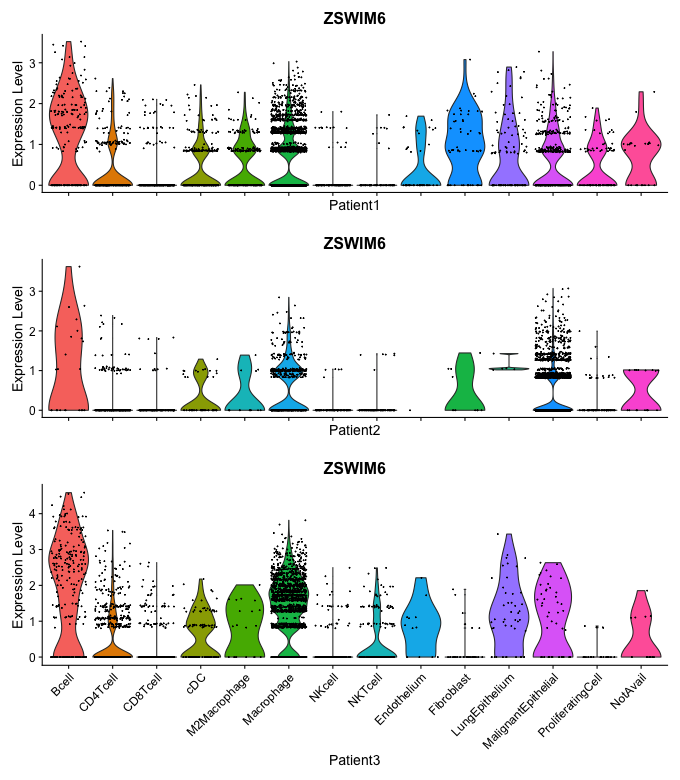 ZSWIM6
Expression Level
3
2
1
0
Patient1
ZSWIM6
Expression Level
3
2
1
0
Patient2
ZSWIM6
Expression Level
4
3
2
1
0
Bcell
CD4Tcell
CD8Tcell
cDC
M2Macrophage
Macrophage
NKcell
NKTcell
Endothelium
Fibroblast
LungEpithelium
MalignantEpithelial
ProliferatingCell
NotAvail
Patient3